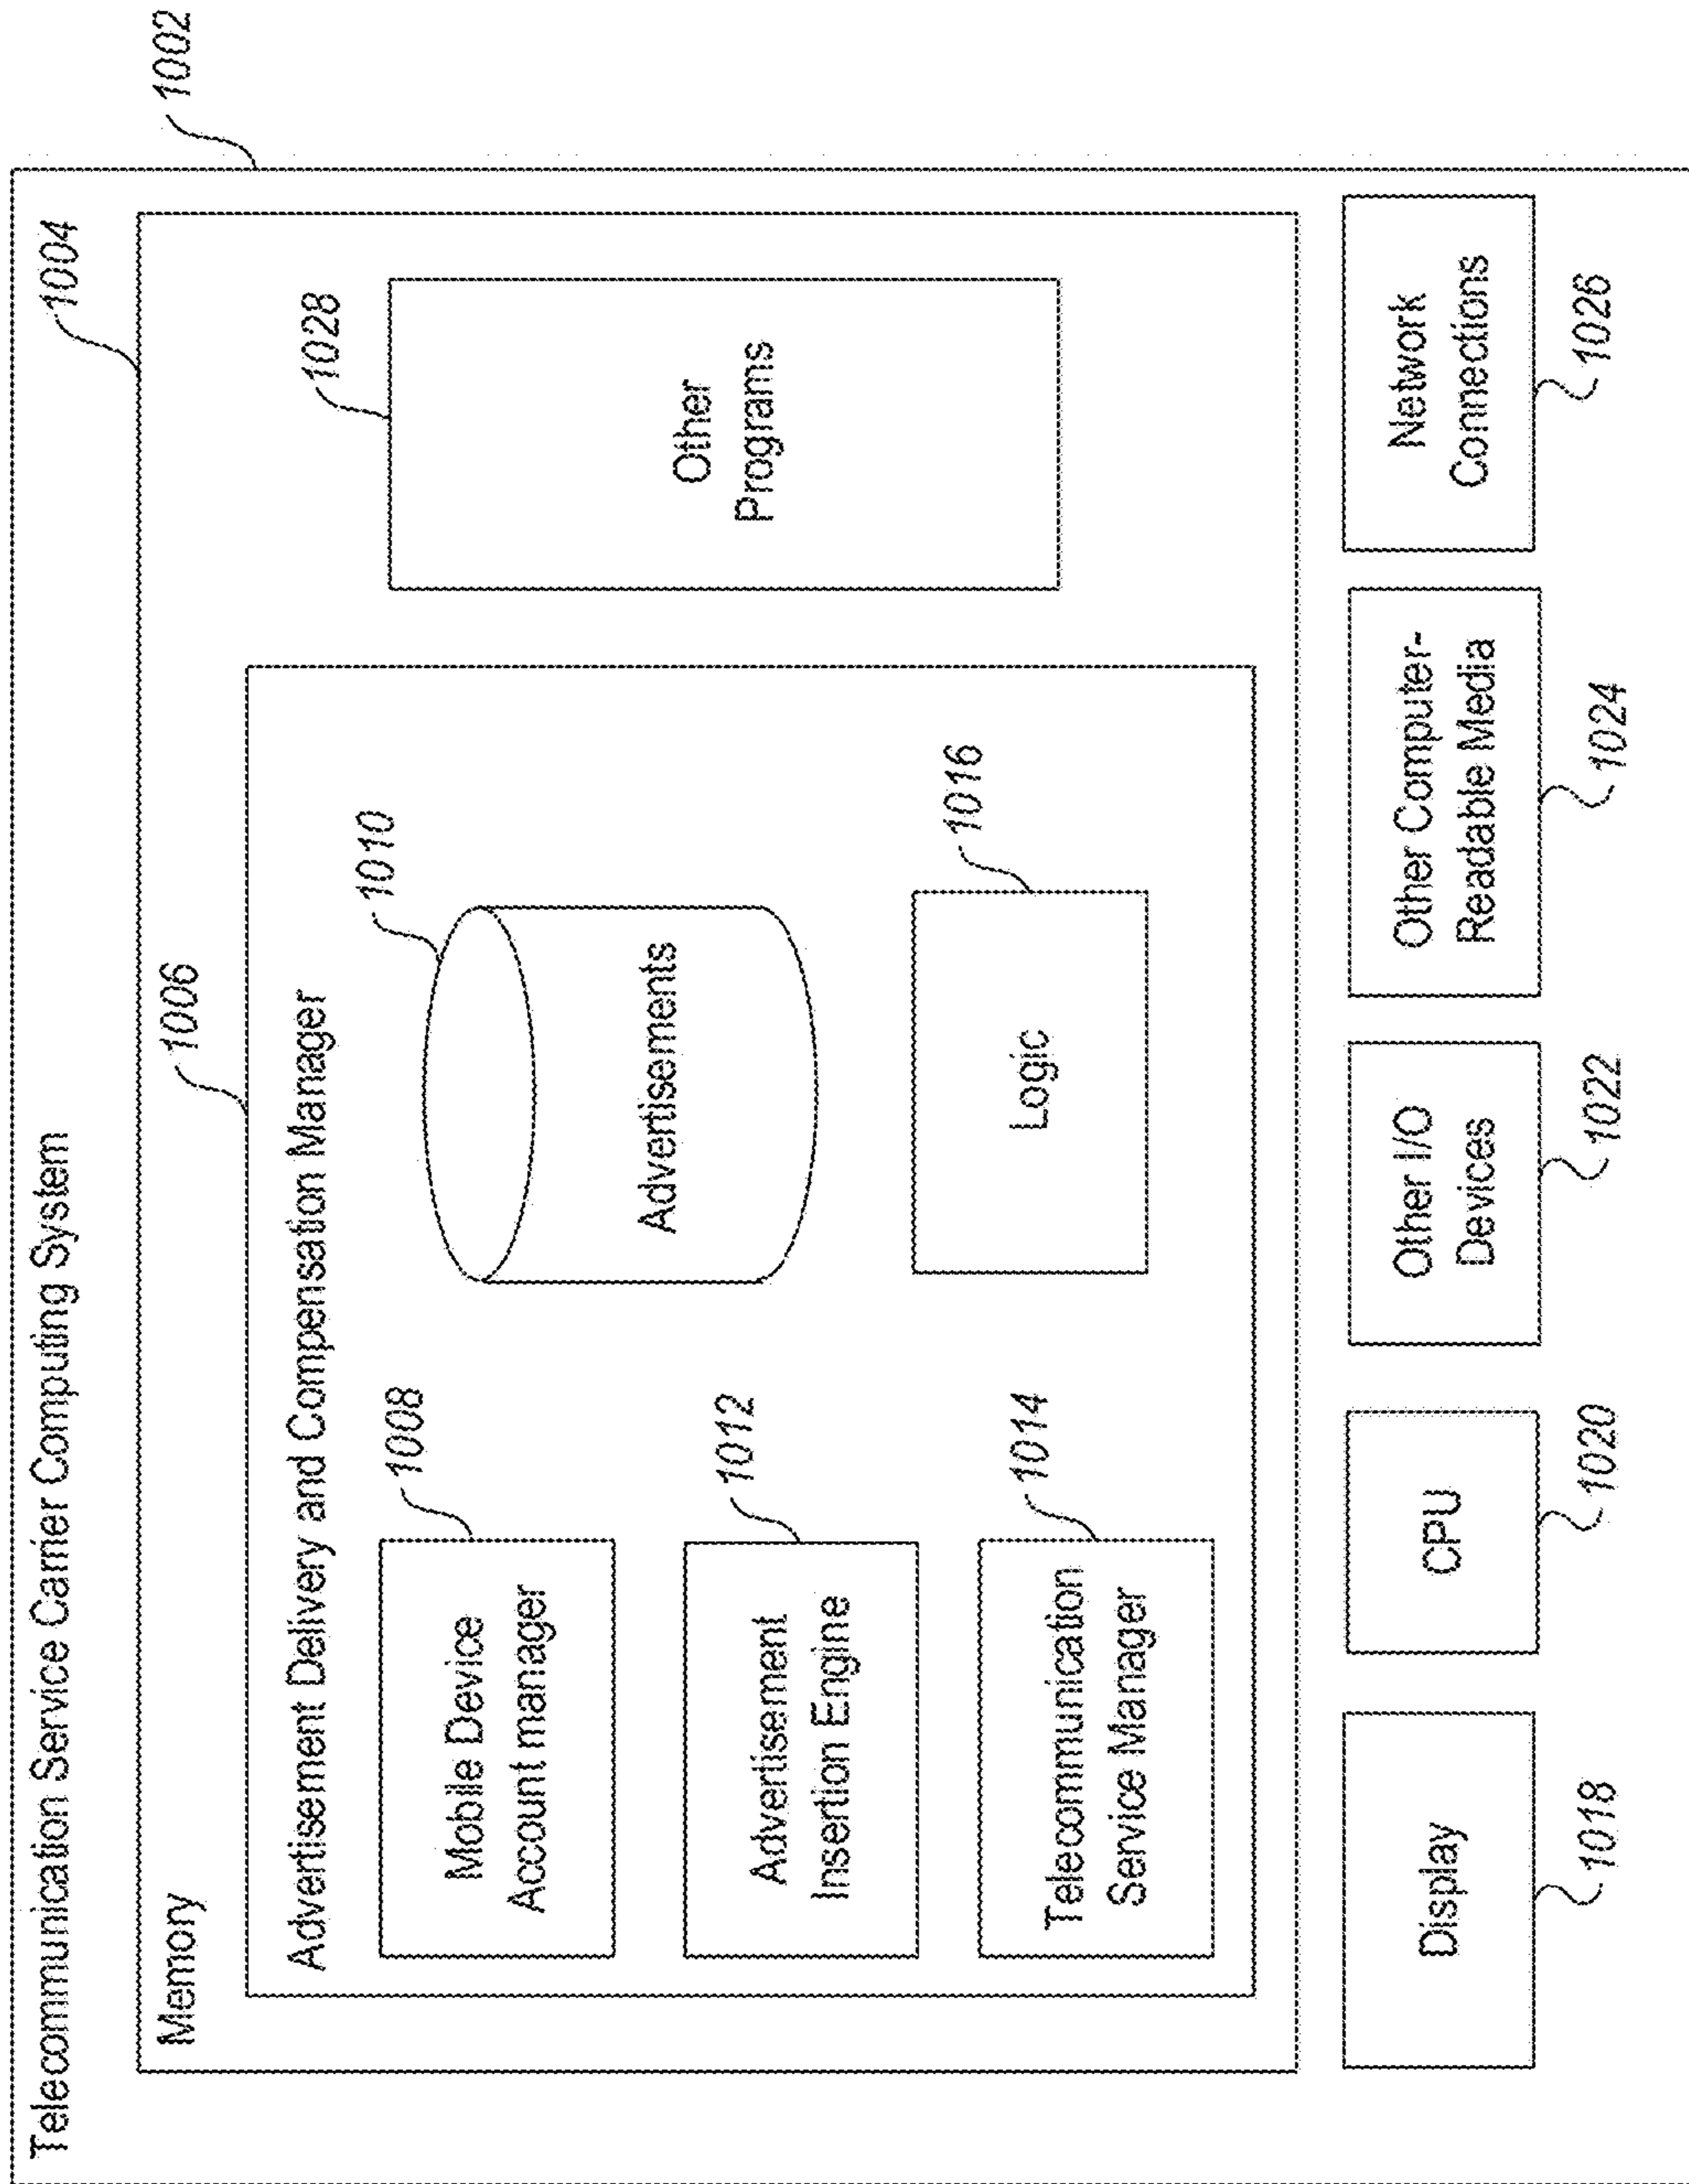 Telecommunication Service Carrier Computing System
1002
Memory
1004
1006
Advertisement Delivery and Compensation Manager
1008
Mobile Device
Account manager
1010
Advertisements
1028
Other
Programs
1012
Advertisement
Insertion Engine
1016
Logic
1014
Telecommunication
Service Manager
Display
1018
CPU
1020
Other I/O
Devices
1022
Other Computer-
Readable Media
1024
Network
Connections
1026